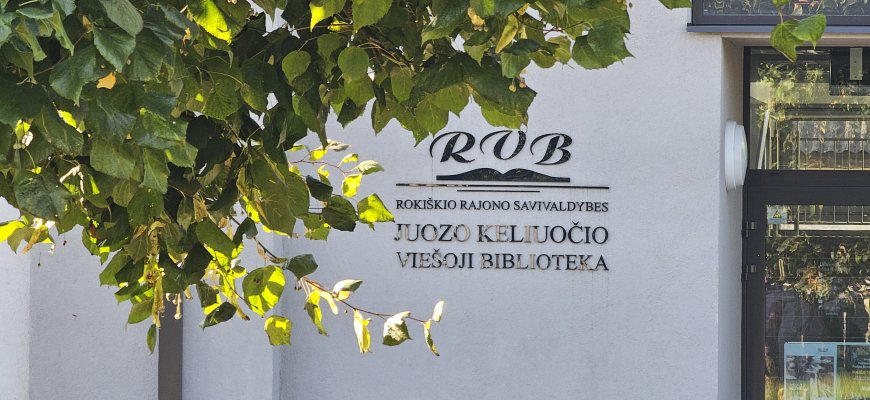 RVB
ROKIŠKIO RAJONO SAVIVALDYBĖS
JUOZO KELIUOČIO
VIEŠOJI BIBLIOTEKA